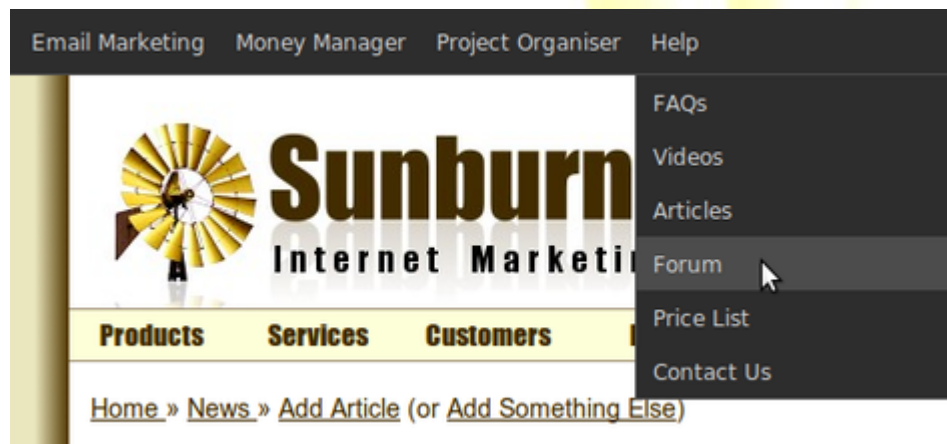 Email Marketing Money Manager Project Organiser Help
FAQs
Videos
Articles
Forum
Price List
Contact Us
Sunburn
Internet Marketi
Products Services Customers
Home » News » Add Article (or Add Something Else)